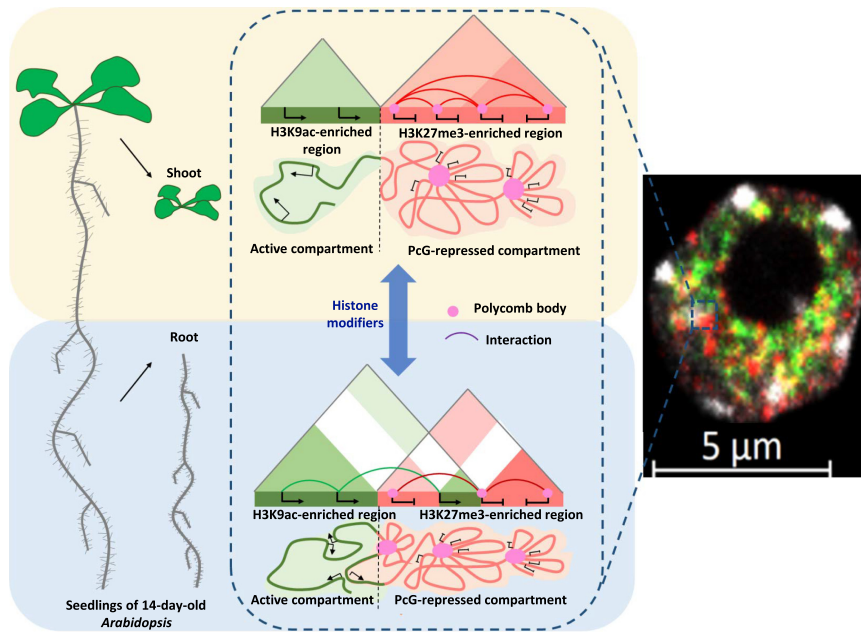 H3K9ac-enriched
region
H3K27me3-enriched region
Shoot
Active compartment
PcG-repressed compartment
Histone
modifiers
Polycomb body
Interaction
Root
5 µm
H3K9ac-enriched region
H3K27me3-enriched region
Active compartment
PcG-repressed compartment
Seedlings of 14-day-old
Arabidopsis